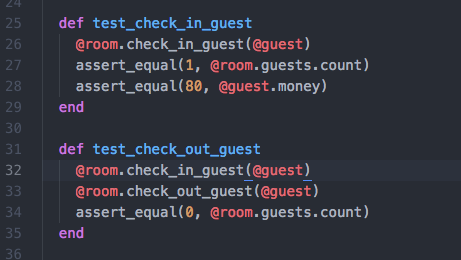 24
25 def test_check_in_guest
26 @room.check_in_guest(@guest)
27 assert_equal(1, @room.guests.count)
28 assert_equal(80, @guest.money)
29 end
30
31 def test_check_out_guest
32 @room.check_in_guest(@guest)
33 @room.check_out_guest(@guest)
34 assert_equal(0, @room.guests.count)
35 end
36